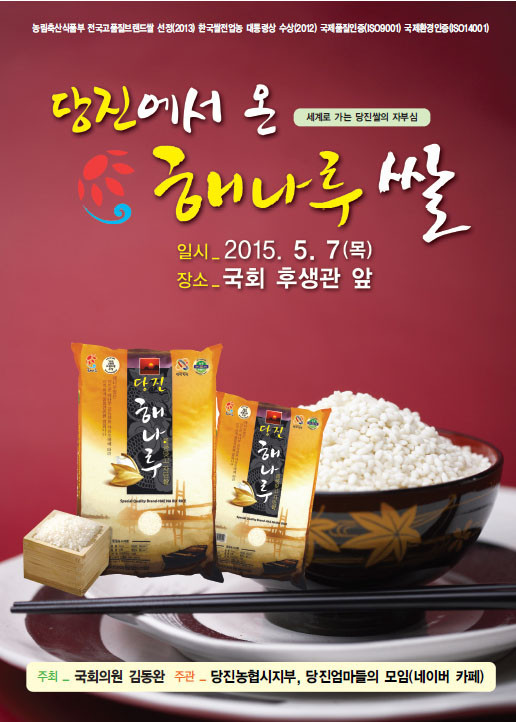 농림축산식품부 전국고품질브랜드쌀 선정(2013) 한국쌀전업농 대통령상 수상(2012) 국제품질인증(ISO9001) 국제환경인증(ISO14001)
당진에서 온
세계로 가는 당진쌀의 자부심
해나루 쌀
일시_ 2015. 5. 7(목)
장소_ 국회 후생관 앞
당진
해나루
당진
해나루
주최 _ 국회의원 김동완 주관 _ 당진농협시지부, 당진엄마들의 모임(네이버 카페)